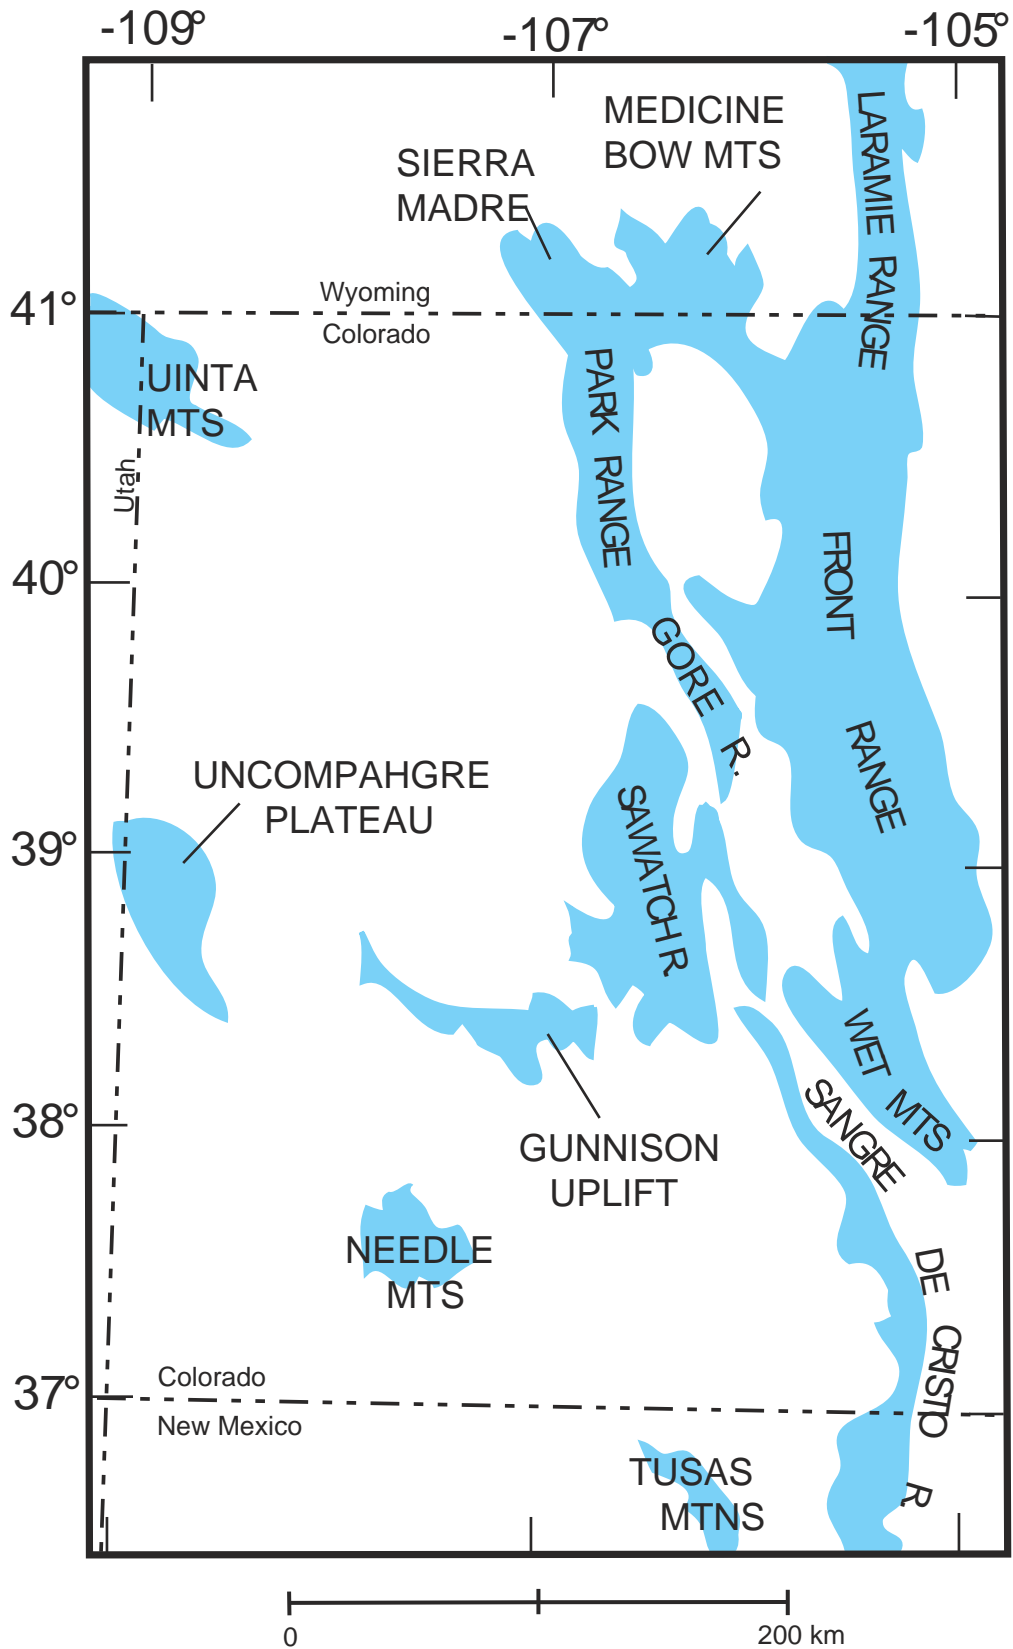 -109°
-107°
-105°
MEDICINE
BOW MTS
SIERRA
MADRE
LARAMIE RANGE
Wyoming
41°
Colorado
UINTA
MTS
PARK RANGE
Utah
FRONT RANGE
40°
GORE R.
UNCOMPAHGRE
PLATEAU
SAWATCH R.
39°
WET MTS
SANGRE DE CRISTO R.
38°
GUNNISON
UPLIFT
NEEDLE
MTS
Colorado
37°
New Mexico
TUSAS
MTNS
0
200 km